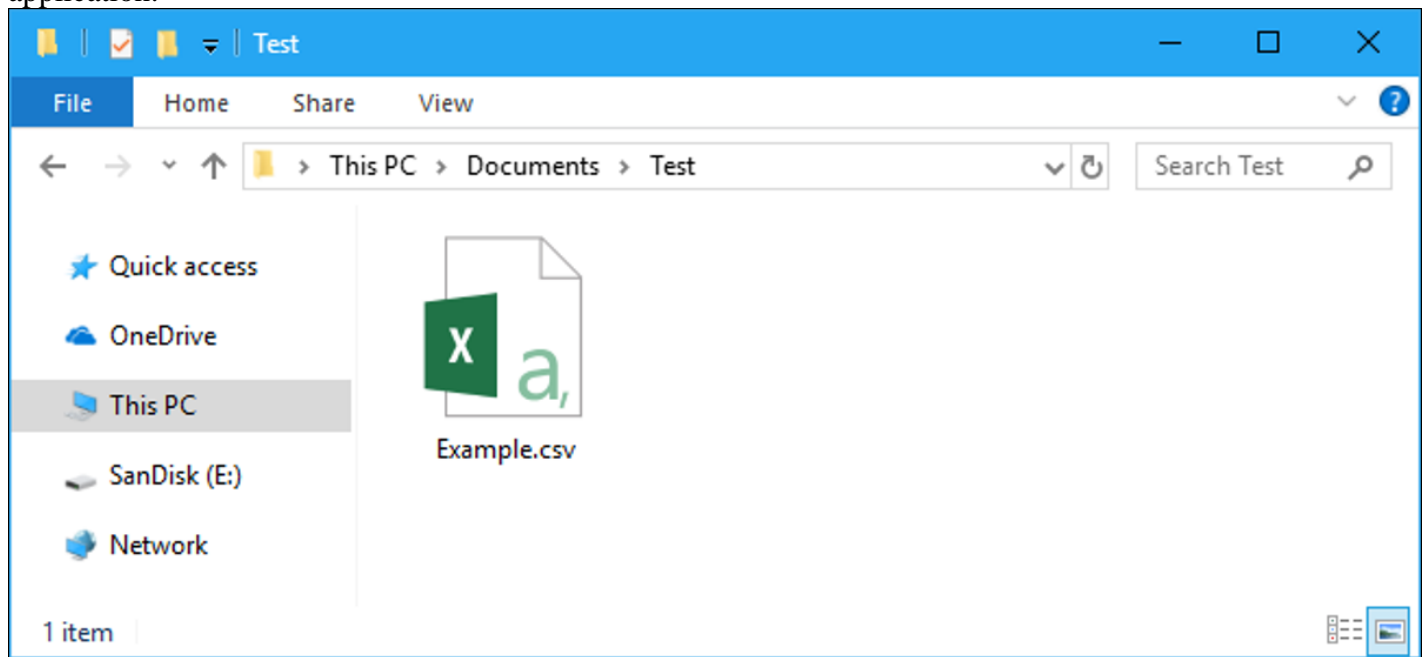 application.
Test
File Home Share View
This PC Documents Test Search Test
Quick access
OneDrive
This PC
SanDisk (E:)
Network
X a,
Example.csv
1 item